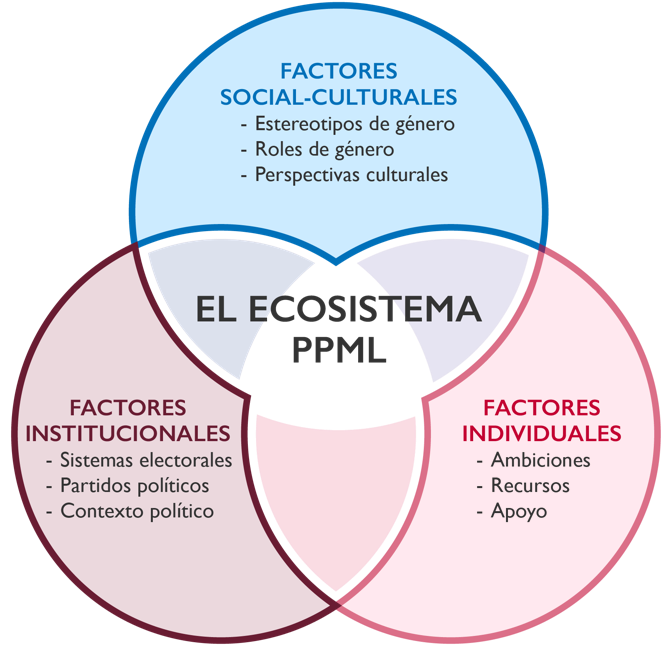 FACTORES
SOCIAL-CULTURALES
- Estereotipos de género
- Roles de género
- Perspectivas culturales
EL ECOSISTEMA
PPML
FACTORES
INSTITUCIONALES
- Sistemas electorales
- Partidos políticos
- Contexto político
FACTORES
INDIVIDUALES
- Ambiciones
- Recursos
- Apoyo